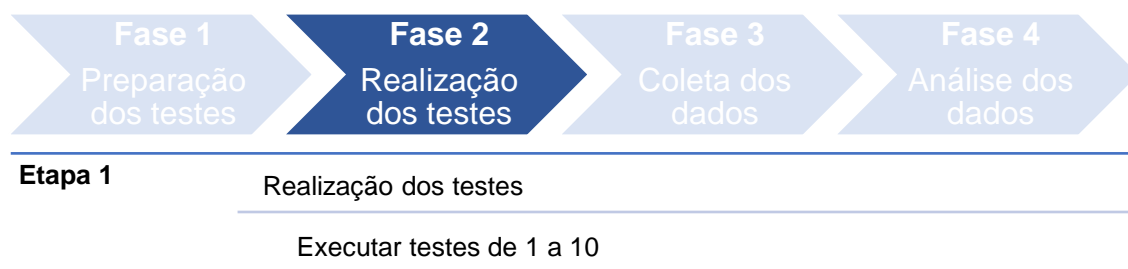 Fase 1
Preparação
dos testes
Fase 2
Realização
dos testes
Fase 3
Coleta dos
dados
Fase 4
Análise dos
dados
Etapa 1
Realização dos testes
Executar testes de 1 a 10